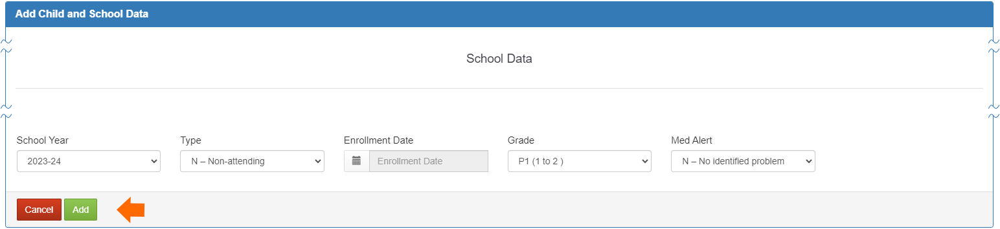 Add Child and School Data
School Data
School Year Type Enrollment Date Grade Med Alert
2023-24 N – Non-attending Enrollment Date P1 (1 to 2 ) N – No identified problem
Cancel Add